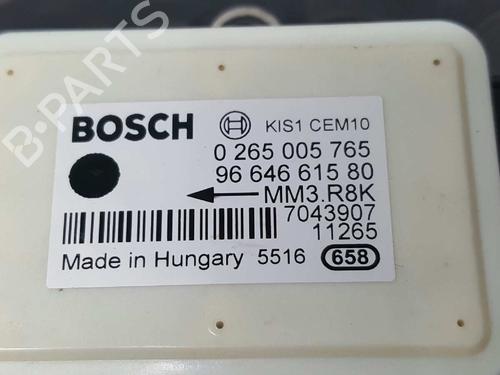 BOSCH KIS1 CEM10
0 265 005 765
96 646 615 80
MM3.R8K
7043907
11265
Made in Hungary 5516 658
B-PARTS